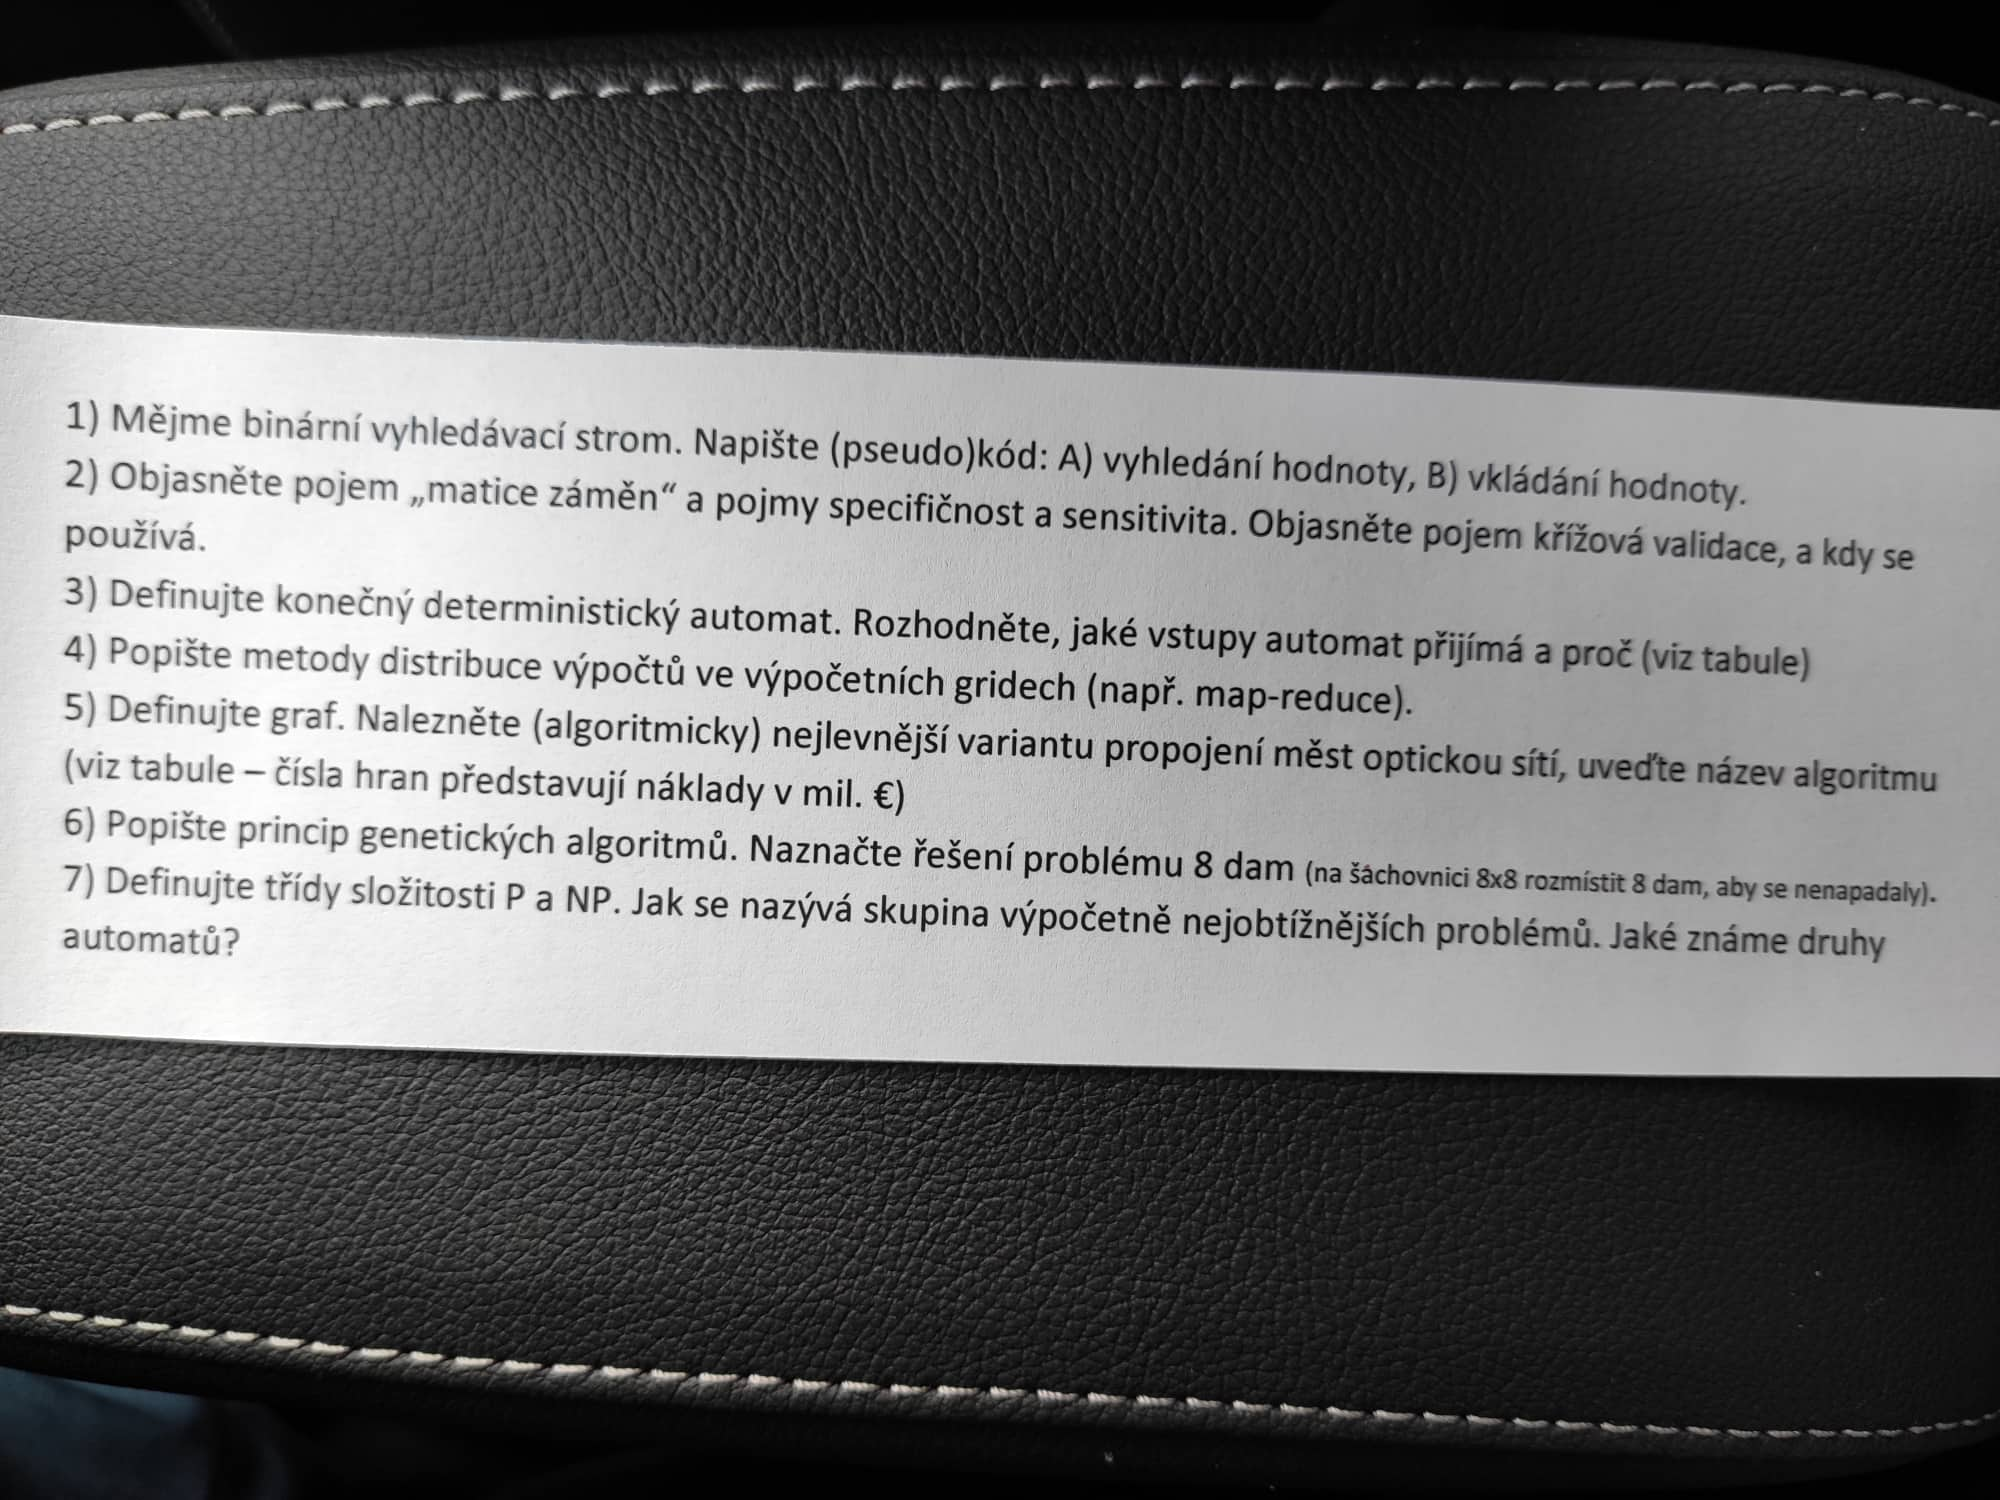 1) Mějme binární vyhledávací strom. Napište (pseudo)kód: A) vyhledání hodnoty, B) vkládání hodnoty.
2) Objasněte pojem „matice záměn“ a pojmy specifičnost a sensitivita. Objasněte pojem křížová validace, a kdy se
používá.
3) Definujte konečný deterministický automat. Rozhodněte, jaké vstupy automat přijímá a proč (viz tabule)
4) Popište metody distribuce výpočtů ve výpočetních gridech (např. map-reduce).
5) Definujte graf. Nalezněte (algoritmicky) nejlevnější variantu propojení měst optickou sítí, uveďte název algoritmu
(viz tabule – čísla hran představují náklady v mil. €)
6) Popište princip genetických algoritmů. Naznačte řešení problému 8 dam (na šáchovnici 8x8 rozmístit 8 dam, aby se nenapadaly).
7) Definujte třídy složitosti P a NP. Jak se nazývá skupina výpočetně nejobtížnějších problémů. Jaké známe druhy
automatů?